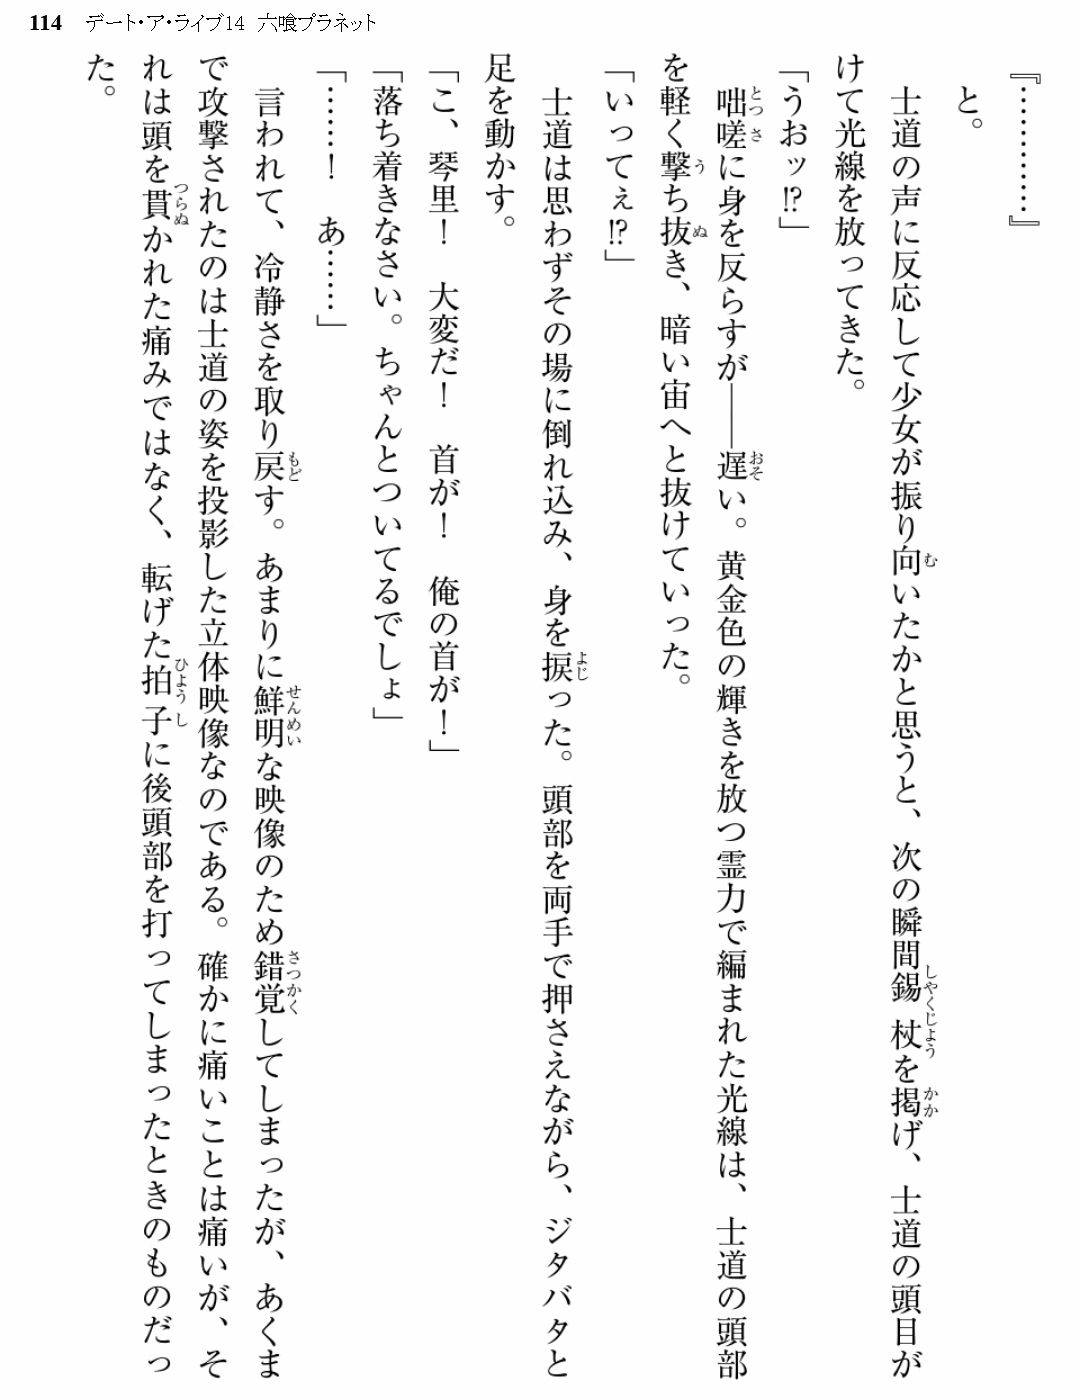 114 デート・ア・ライブ14 六喰プラネット
『…………』
と。
士道の声に反応して少女が振り向いたかと思うと、次の瞬間錫杖を掲げ、士道の頭目が
けて光線を放ってきた。
「うおッ!?」
咄嗟に身を反らすが――遅い。黄金色の輝きを放つ霊力で編まれた光線は、士道の頭部
を軽く撃ち抜き、暗い宙へと抜けていった。
「いってぇ!?」
士道は思わずその場に倒れ込み、身を捩った。頭部を両手で押さえながら、ジタバタと
足を動かす。
「こ、琴里! 大変だ! 首が! 俺の首が!」
「落ち着きなさい。ちゃんとついてるでしょ」
「……! あ……」
言われて、冷静さを取り戻す。あまりに鮮明な映像のため錯覚してしまったが、あくま
で攻撃されたのは士道の姿を投影した立体映像なのである。確かに痛いことは痛いが、そ
れは頭を貫かれた痛みではなく、転げた拍子に後頭部を打ってしまったときのものだっ
た。